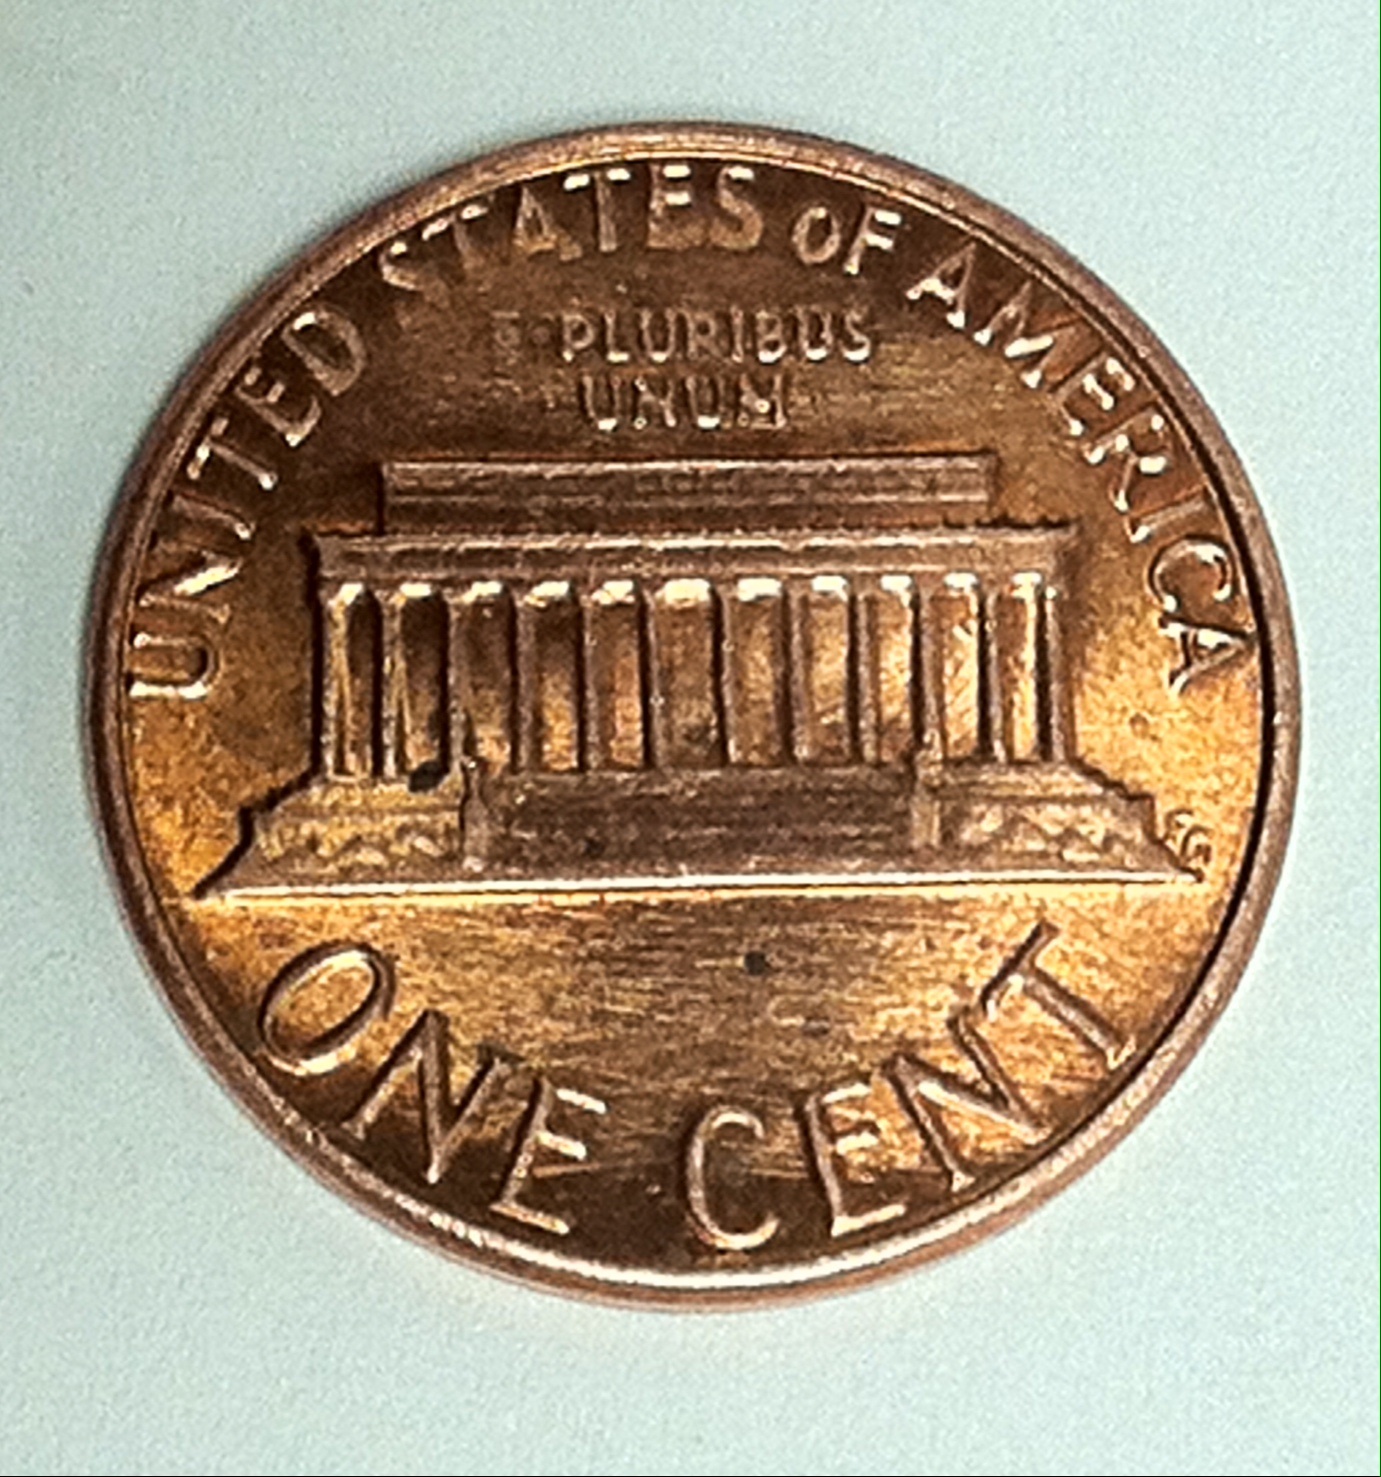 UNITED STATES OF AMERICA
E PLURIBUS
UNUM
FG
ONE CENT